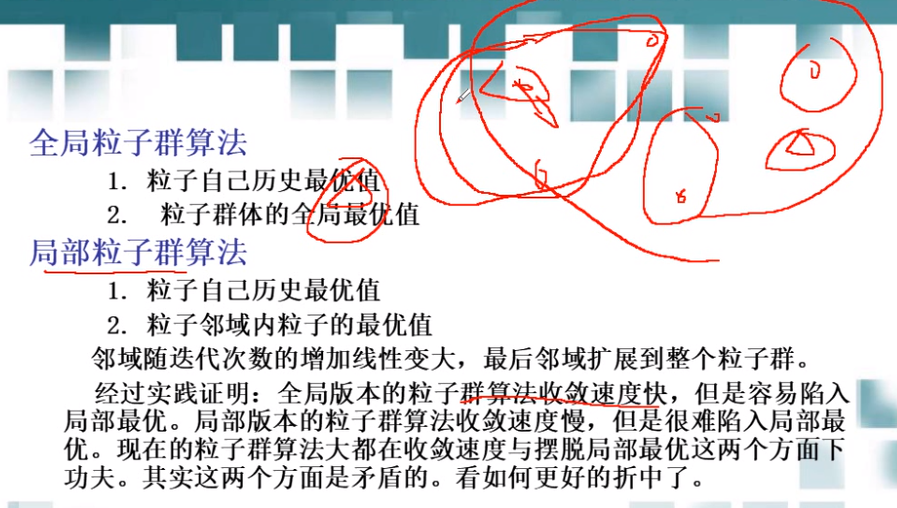 全局粒子群算法
1. 粒子自己历史最优值
2. 粒子群体的全局最优值
局部粒子群算法
1. 粒子自己历史最优值
2. 粒子邻域内粒子的最优值
邻域随迭代次数的增加线性变大，最后邻域扩展到整个粒子群。
经过实践证明：全局版本的粒子群算法收敛速度快，但是容易陷入
局部最优。局部版本的粒子群算法收敛速度慢，但是很难陷入局部最
优。现在的粒子群算法大都在收敛速度与摆脱局部最优这两个方面下
功夫。其实这两个方面是矛盾的。看如何更好的折中了。